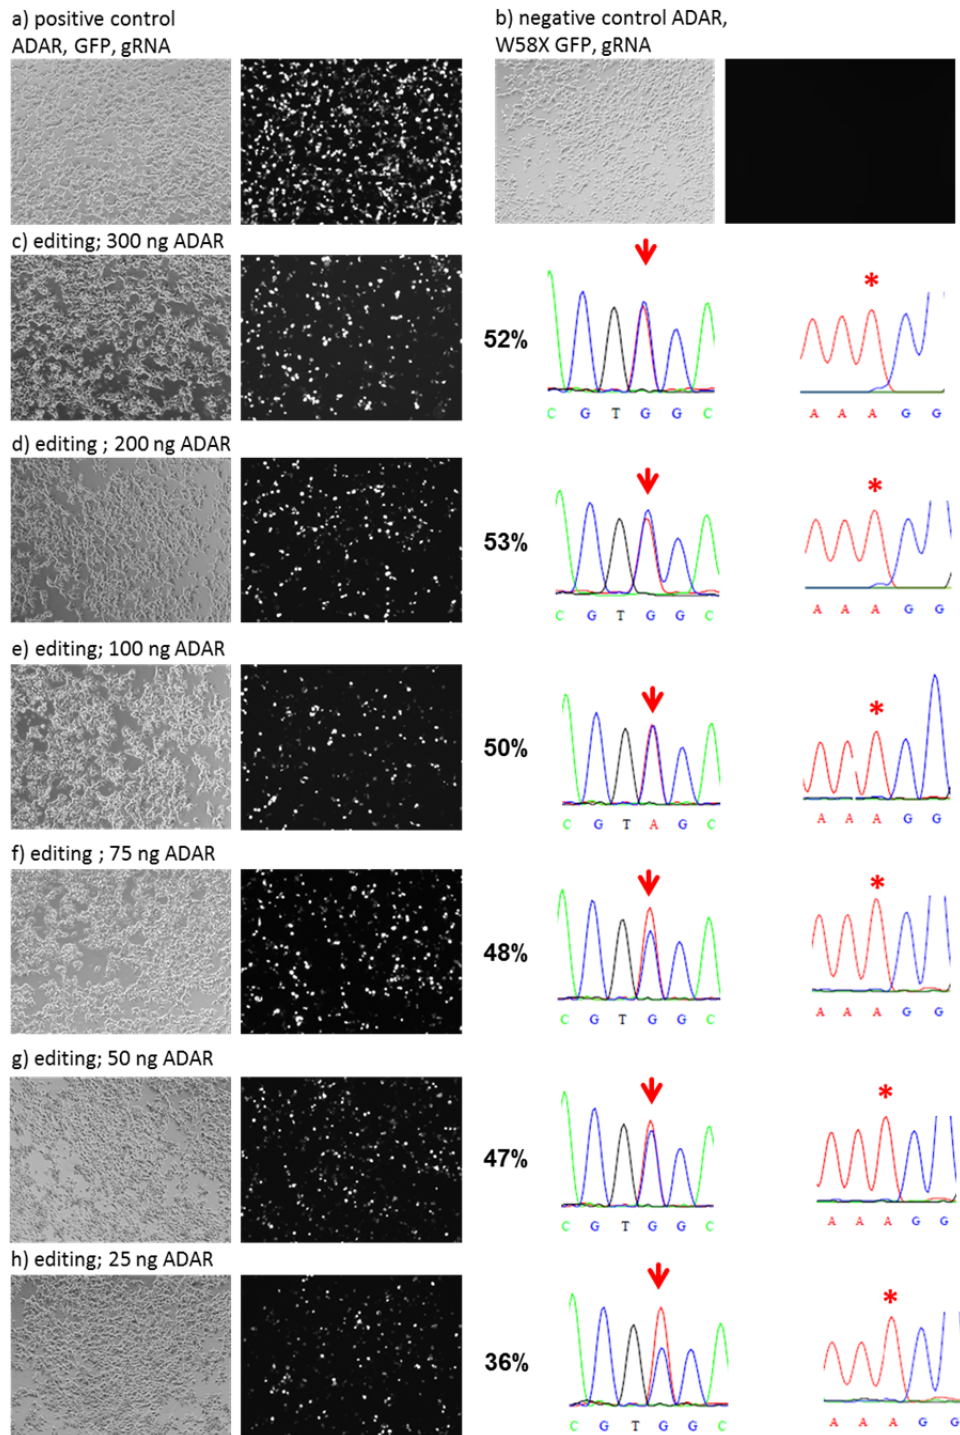 a) positive control
ADAR, GFP, gRNA
b) negative control ADAR,
W58X GFP, gRNA
c) editing; 300 ng ADAR
52%
C G T G G C
*
A A A G G
d) editing ; 200 ng ADAR
53%
C G T G G C
*
A A A G G
e) editing; 100 ng ADAR
50%
C G T A G C
*
A A A G G
f) editing ; 75 ng ADAR
48%
C G T G G C
*
A A A G G
g) editing; 50 ng ADAR
47%
C G T G G C
*
A A A G G
h) editing; 25 ng ADAR
36%
C G T G G C
*
A A A G G